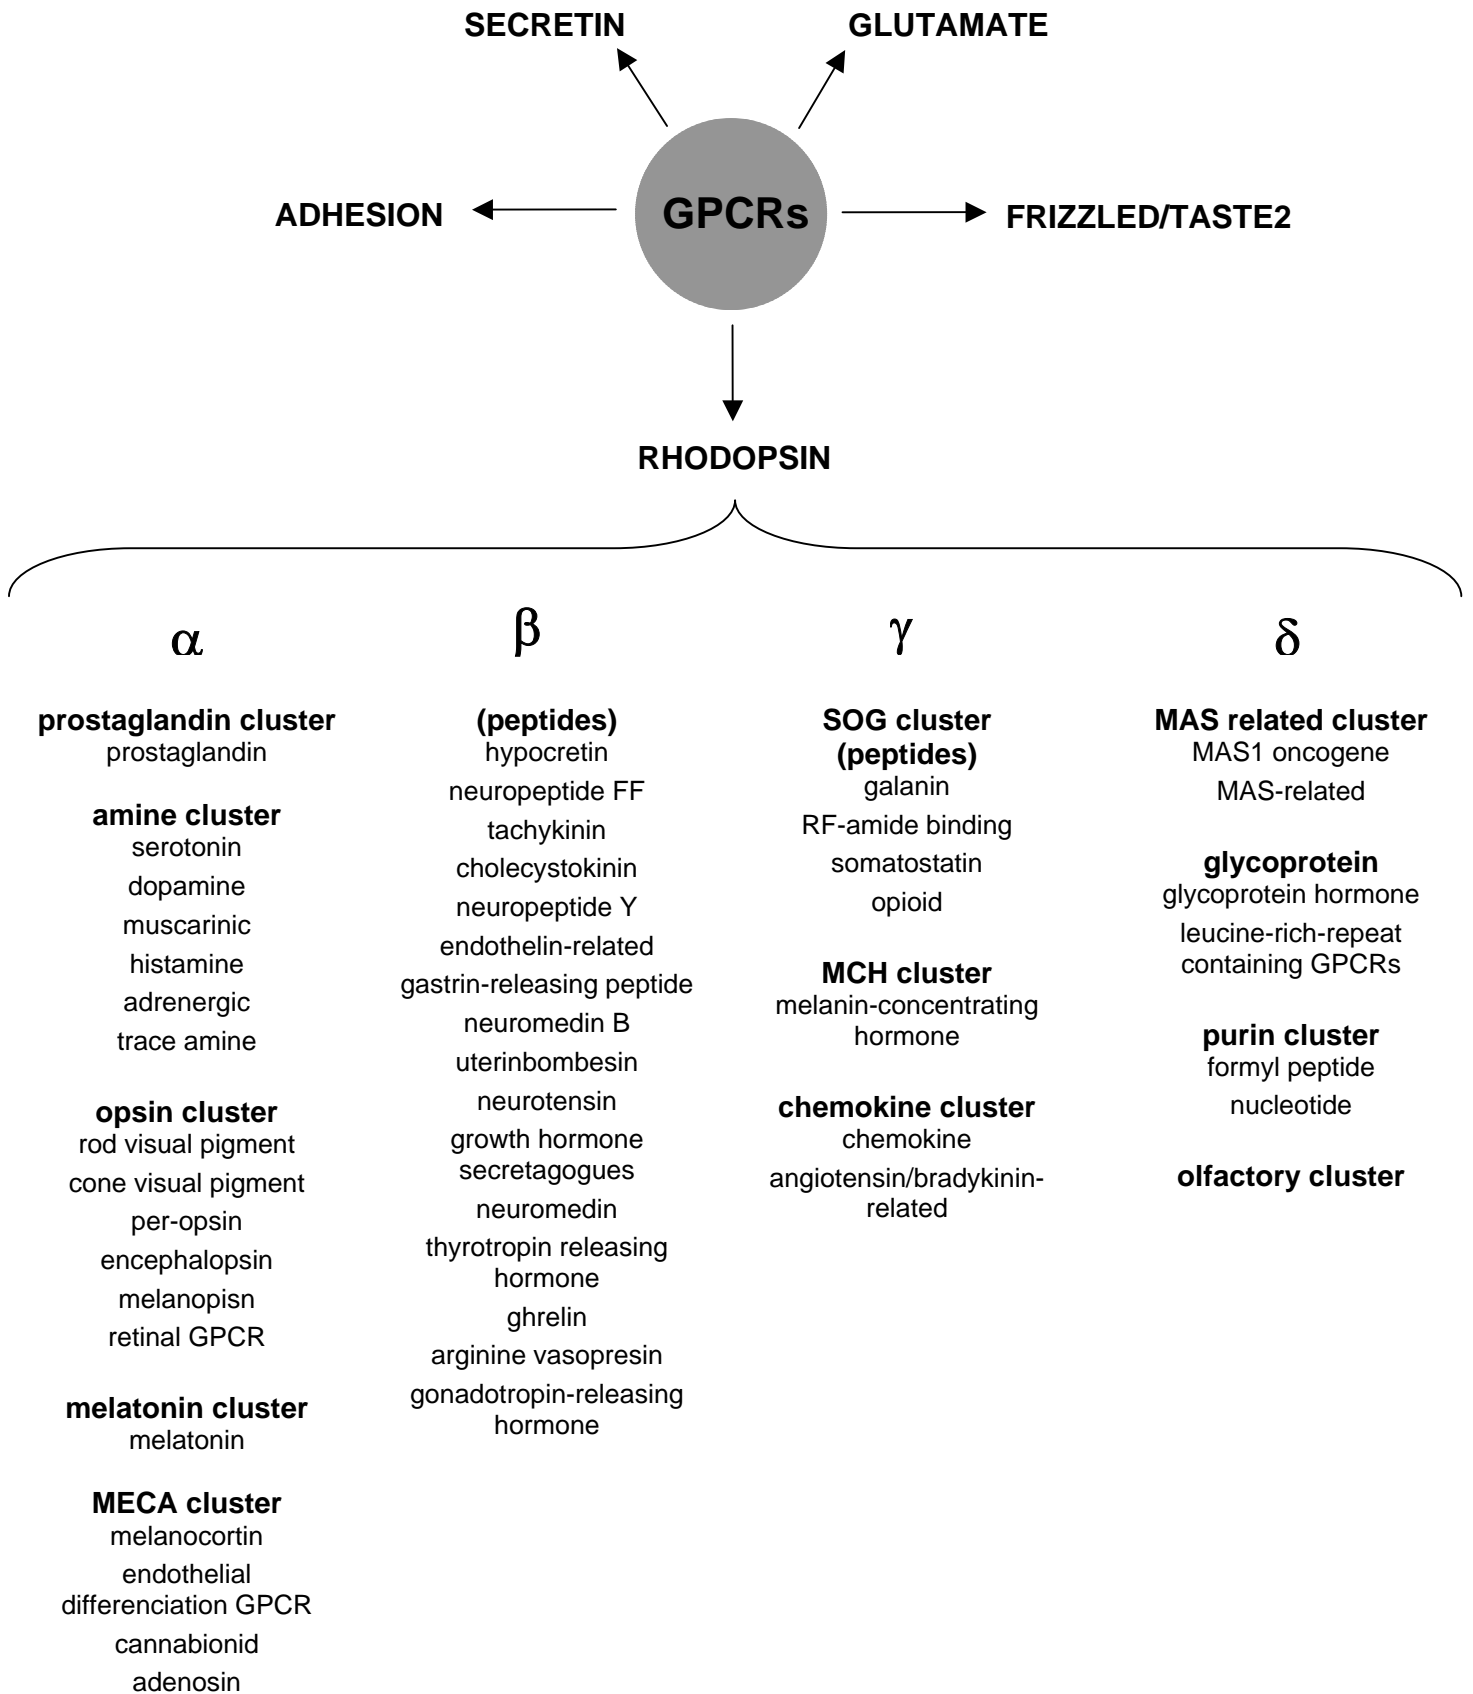 SECRETIN
GLUTAMATE
ADHESION
GPCRs
FRIZZLED/TASTE2
RHODOPSIN
α
prostaglandin cluster
prostaglandin
amine cluster
serotonin
dopamine
muscarinic
histamine
adrenergic
trace amine
opsin cluster
rod visual pigment
cone visual pigment
per-opsin
encephalopsin
melanopisn
retinal GPCR
melatonin cluster
melatonin
MECA cluster
melanocortin
endothelial
differenciation GPCR
cannabionid
adenosin
β
(peptides)
hypocretin
neuropeptide FF
tachykinin
cholecystokinin
neuropeptide Y
endothelin-related
gastrin-releasing peptide
neuromedin B
uterinbombesin
neurotensin
growth hormone
secretagogues
neuromedin
thyrotropin releasing
hormone
ghrelin
arginine vasopresin
gonadotropin-releasing
hormone
γ
SOG cluster
(peptides)
galanin
RF-amide binding
somatostatin
opioid
MCH cluster
melanin-concentrating
hormone
chemokine cluster
chemokine
angiotensin/bradykinin-
related
δ
MAS related cluster
MAS1 oncogene
MAS-related
glycoprotein
glycoprotein hormone
leucine-rich-repeat
containing GPCRs
purin cluster
formyl peptide
nucleotide
olfactory cluster